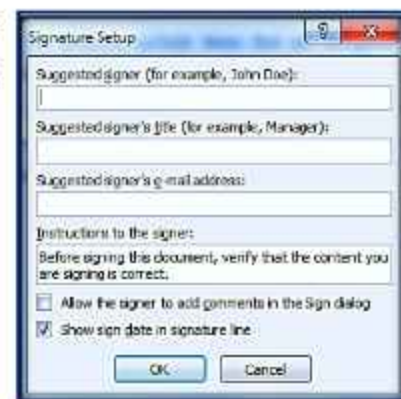 Signature Setup
Suggested signer (for example, John Doe):
Suggested signer's title (for example, Manager):
Suggested signer's e-mail address:
Instructions to the signer:
Before signing this document, verify that the content you
are signing is correct.
Allow the signer to add comments in the Sign dialog
Show sign date in signature line
OK
Cancel